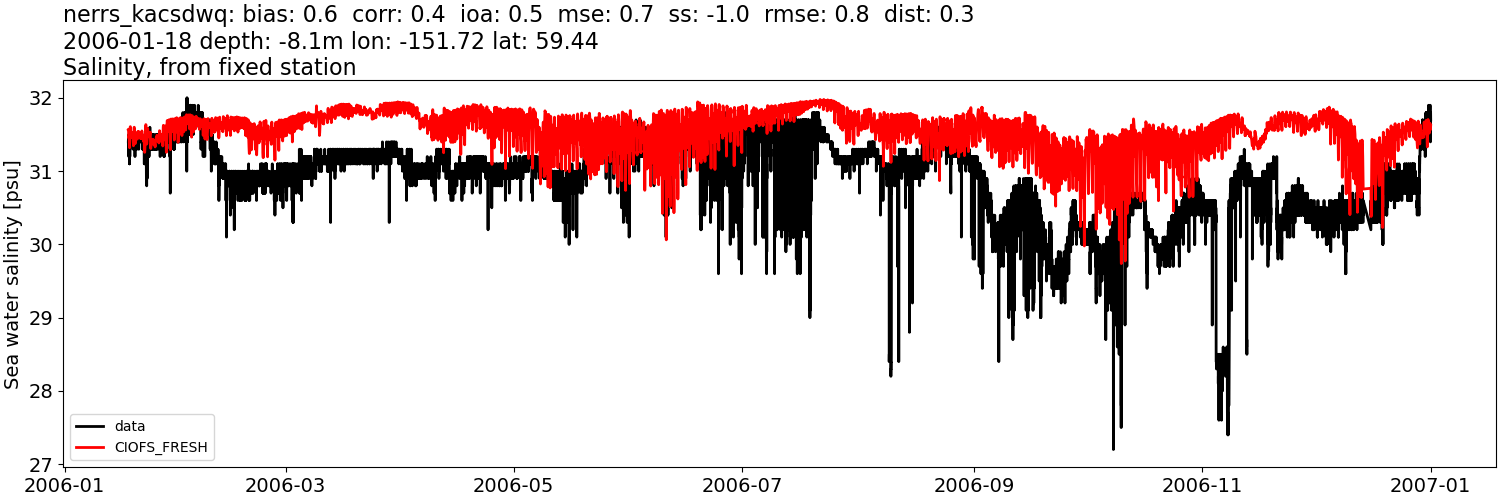 nerrs_kacsdwq: bias: 0.6  corr: 0.4  ioa: 0.5  mse: 0.7  ss: -1.0  rmse: 0.8  dist: 0.3
2006-01-18 depth: -8.1m lon: -151.72 lat: 59.44
Salinity, from fixed station
Sea water salinity [psu]
32
31
30
29
28
27
data
CIOFS_FRESH
2006-01
2006-03
2006-05
2006-07
2006-09
2006-11
2007-01